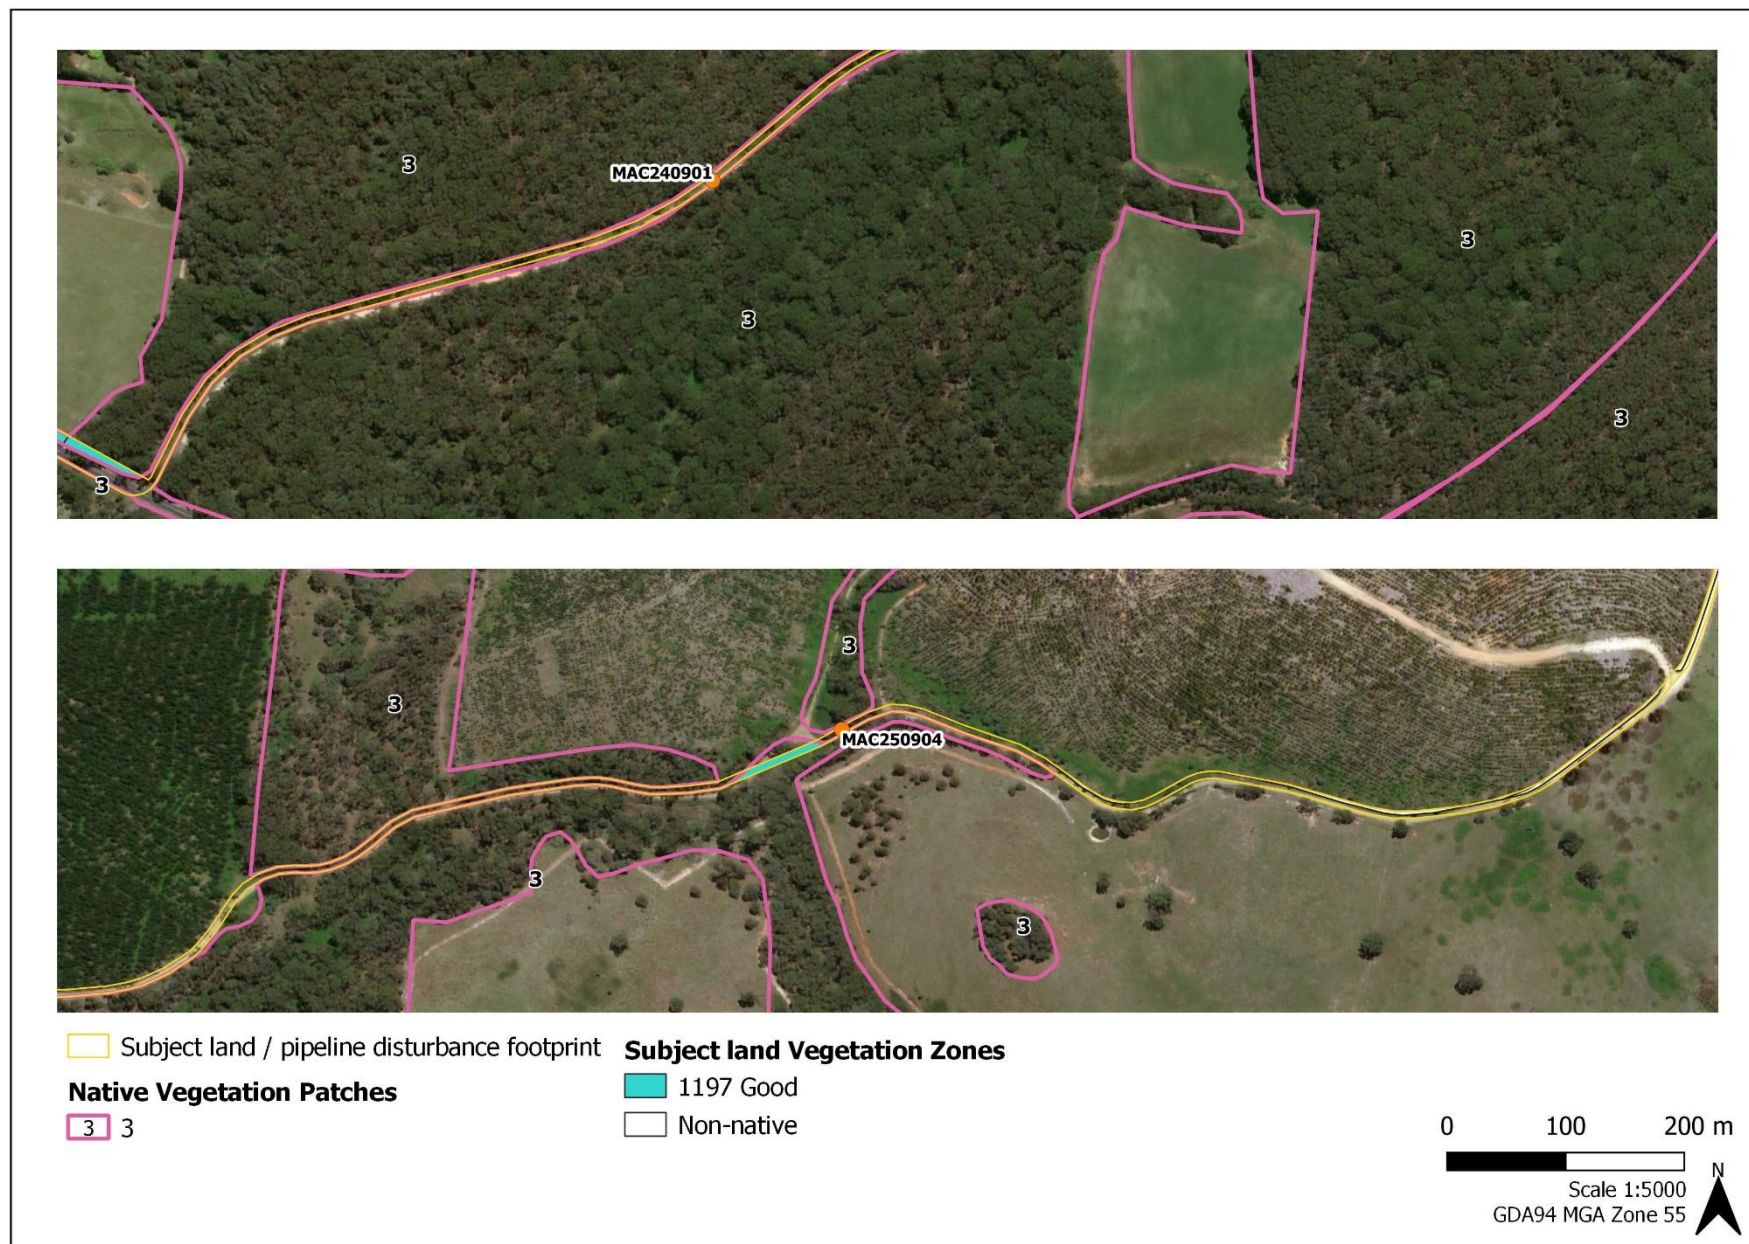 3
MAC240901
3
3
3
3
3
3
MAC250904
3
3
Subject land / pipeline disturbance footprint
Native Vegetation Patches
3 3
Subject land Vegetation Zones
1197 Good
Non-native
0 100 200 m
N
Scale 1:5000
GDA94 MGA Zone 55